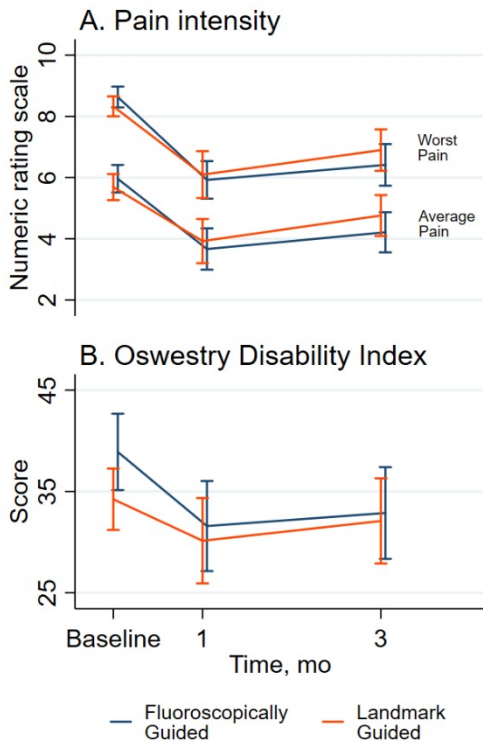 A. Pain intensity
Numeric rating scale
10
8
6
4
2
Worst
Pain
Average
Pain
B. Oswestry Disability Index
Score
45
35
25
Baseline 1 3
Time, mo
Fluoroscopically
Guided
Landmark
Guided